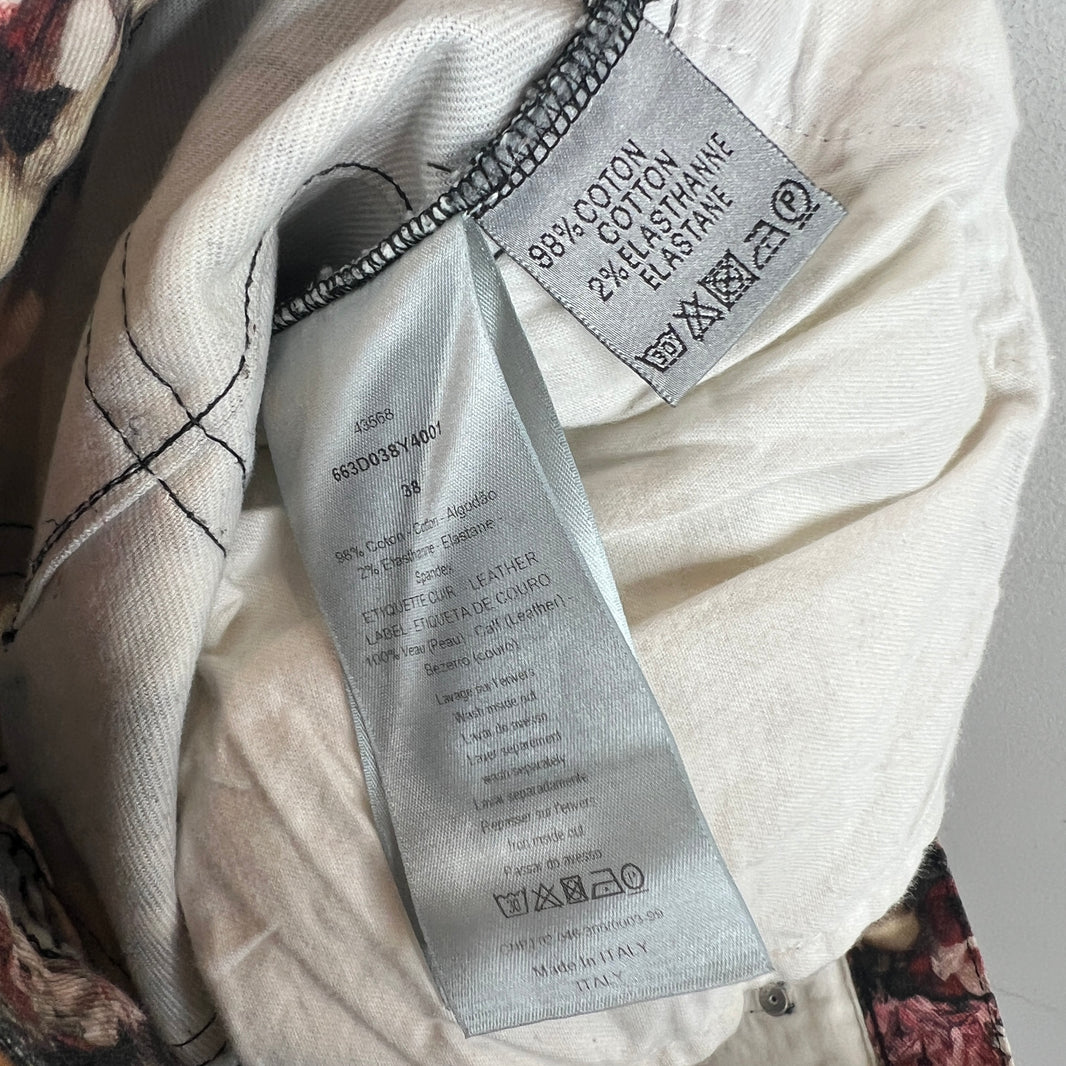 98% COTON
COTTON
2% ELASTHANNE
ELASTANE
30 P
43568
663D038Y4001
38
98% Coton - Cotton - Algodão
2% Elasthanne - Elastane -
Spandex
ETIQUETTE CUIR - LEATHER
LABEL - ETIQUETA DE COURO
100% Veau (Peau) - Calf (Leather) -
Bezerro (couro)
Lavage sur l'envers
Wash inside out
Lavar do avesso
Laver separement
wash separately
Lavar separadamente
Repasser sur l'envers
Iron inside out
Passar do avesso
30
Made In ITALY
ITALY